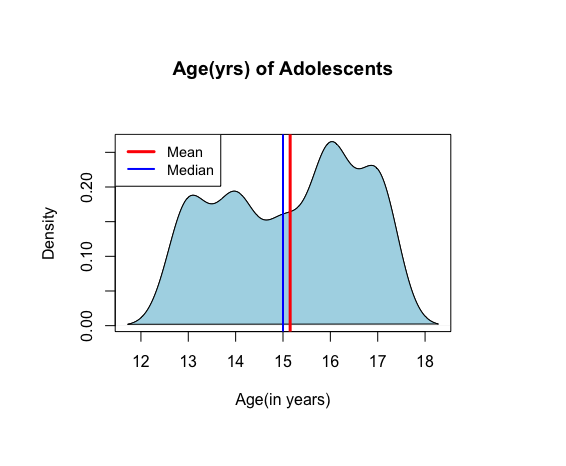 Age(yrs) of Adolescents
Mean
Median
Density
0.20
0.10
0.00
12 13 14 15 16 17 18
Age(in years)